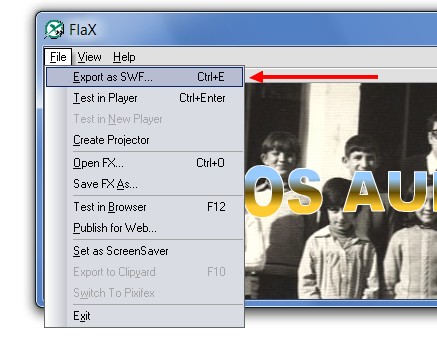 FlaX
File View Help
Export as SWF... Ctrl+E
Test in Player Ctrl+Enter
Test in New Player
Create Projector
Open FX... Ctrl+O
Save FX As...
Test in Browser F12
Publish for Web...
Set as ScreenSaver
Export to Clipyard F10
Switch To Pixifex
Exit
OS AU